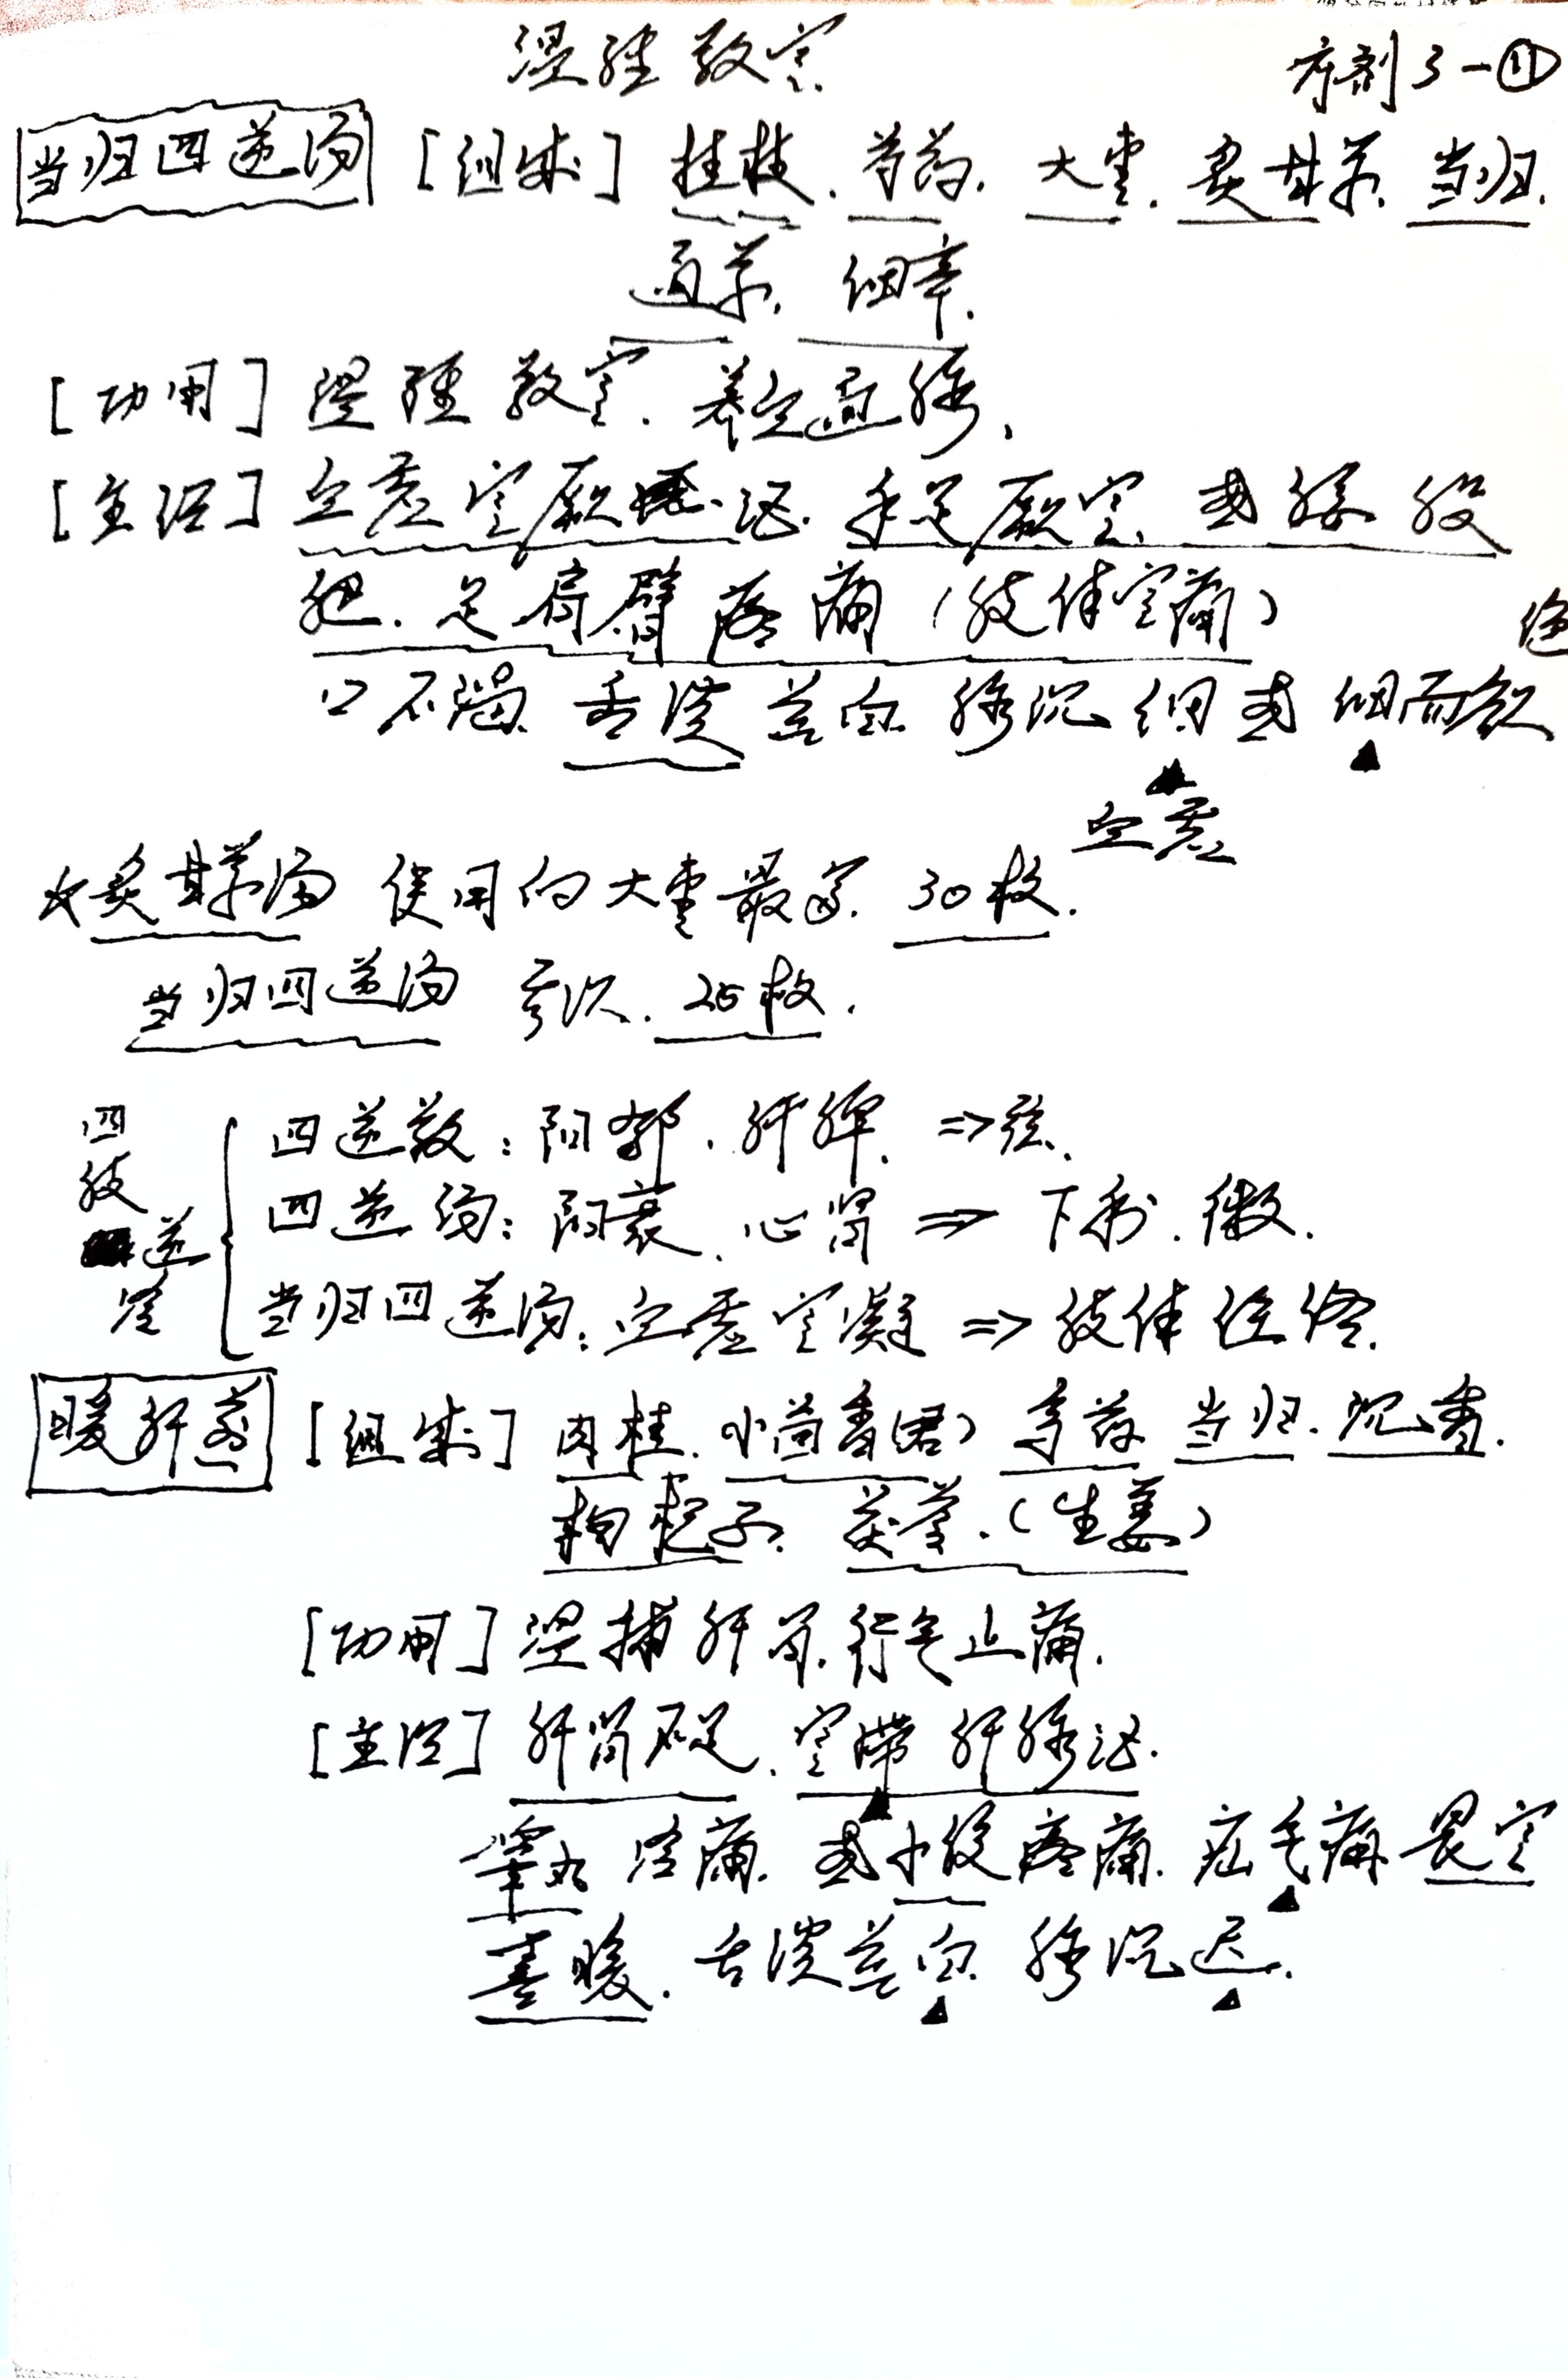 温经散寒
方剂3-⑪
当归四逆汤 [组成] 桂枝、芍药、大枣、炙甘草、当归、
通草、细辛、
[功用] 温经散寒、养血通脉、
[主治] 血虚寒厥证、手足厥寒、或腰股
腿、足肩臂疼痛(肢体寒痛)
口不渴、舌淡苔白、脉沉细或细而欲
绝
血虚
炙甘草汤 使用的大枣最多、30枚、
当归四逆汤 其次、25枚、
四肢逆冷
四逆散:阳郁、肝脾、⇒弦、
四逆汤:阳衰、心肾⇒下利、微、
当归四逆汤:血虚寒凝⇒肢体经络、
暖肝煎 [组成] 肉桂、小茴香(君) 乌药 当归、沉香、
枸杞子、茯苓、(生姜)
[功用] 温补肝肾、行气止痛、
[主治] 肝肾不足、寒滞肝脉证、
睾丸冷痛、或小腹疼痛、疝气痛、畏寒
喜暖、舌淡苔白、脉沉迟、